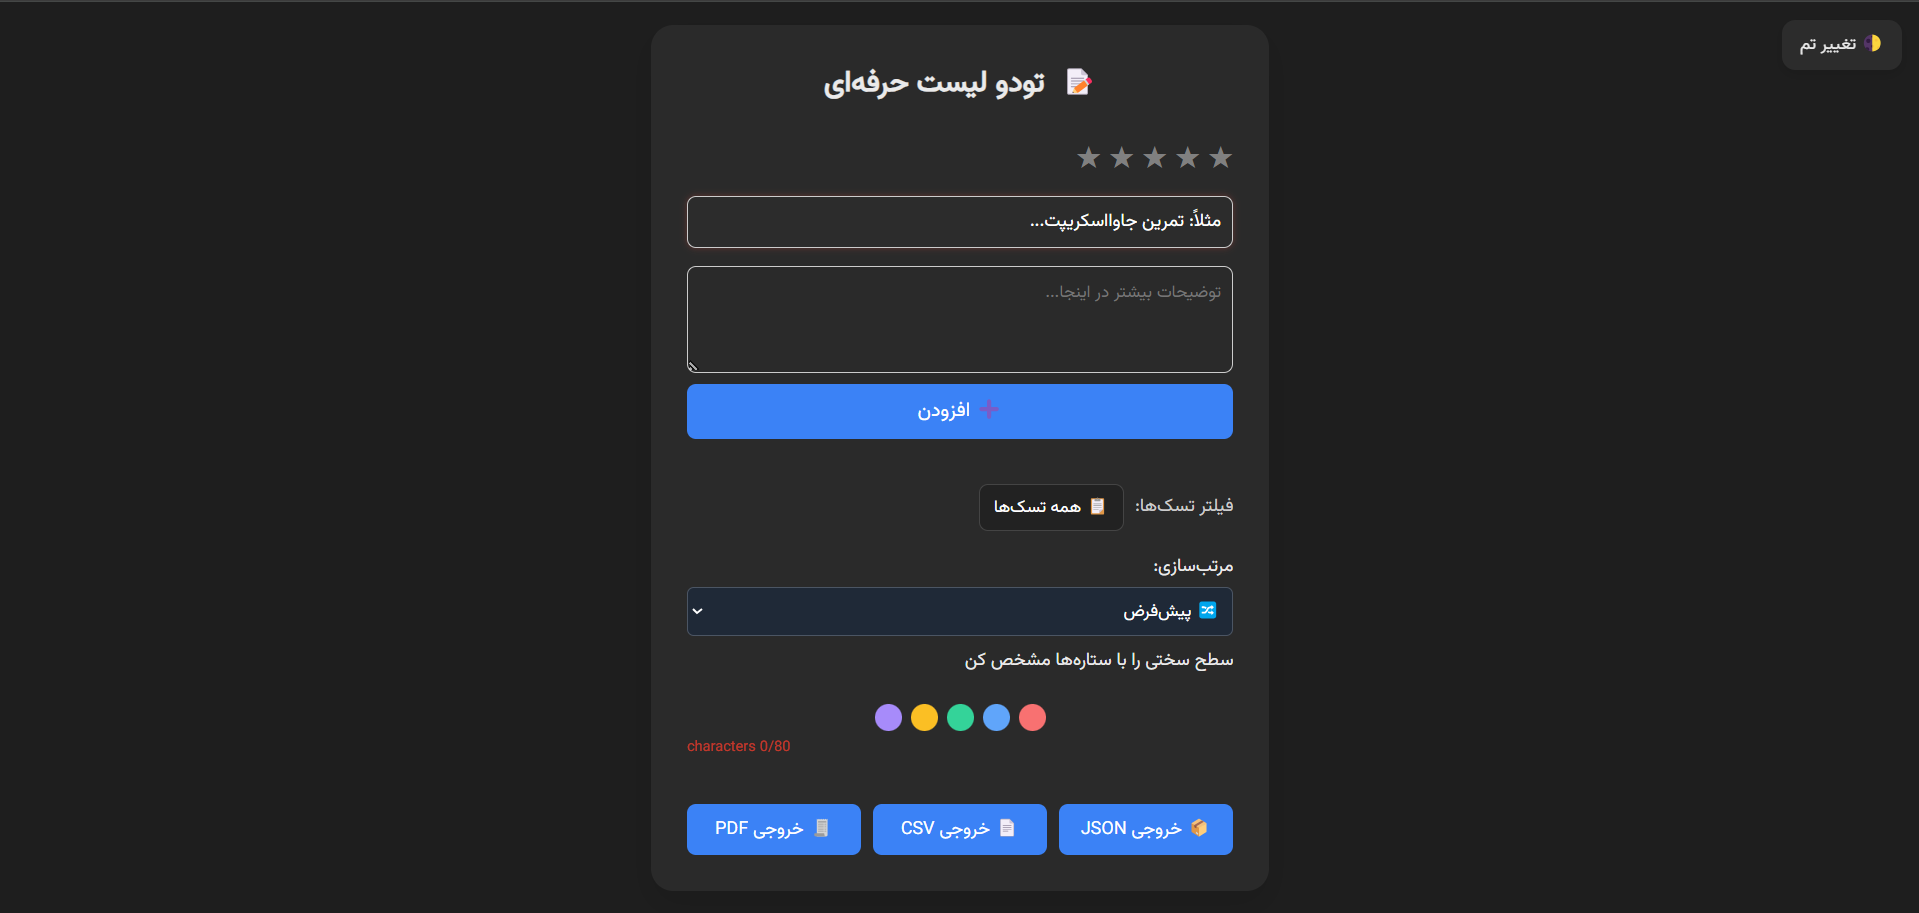 تغییر تم
تودو لیست حرفه‌ای
مثلاً: تمرین جاوااسکریپت...
توضیحات بیشتر در اینجا...
افزودن
فیلتر تسک‌ها: همه تسک‌ها
مرتب‌سازی:
پیش‌فرض
سطح سختی را با ستاره‌ها مشخص کن
characters 0/80
خروجی JSON
خروجی CSV
خروجی PDF